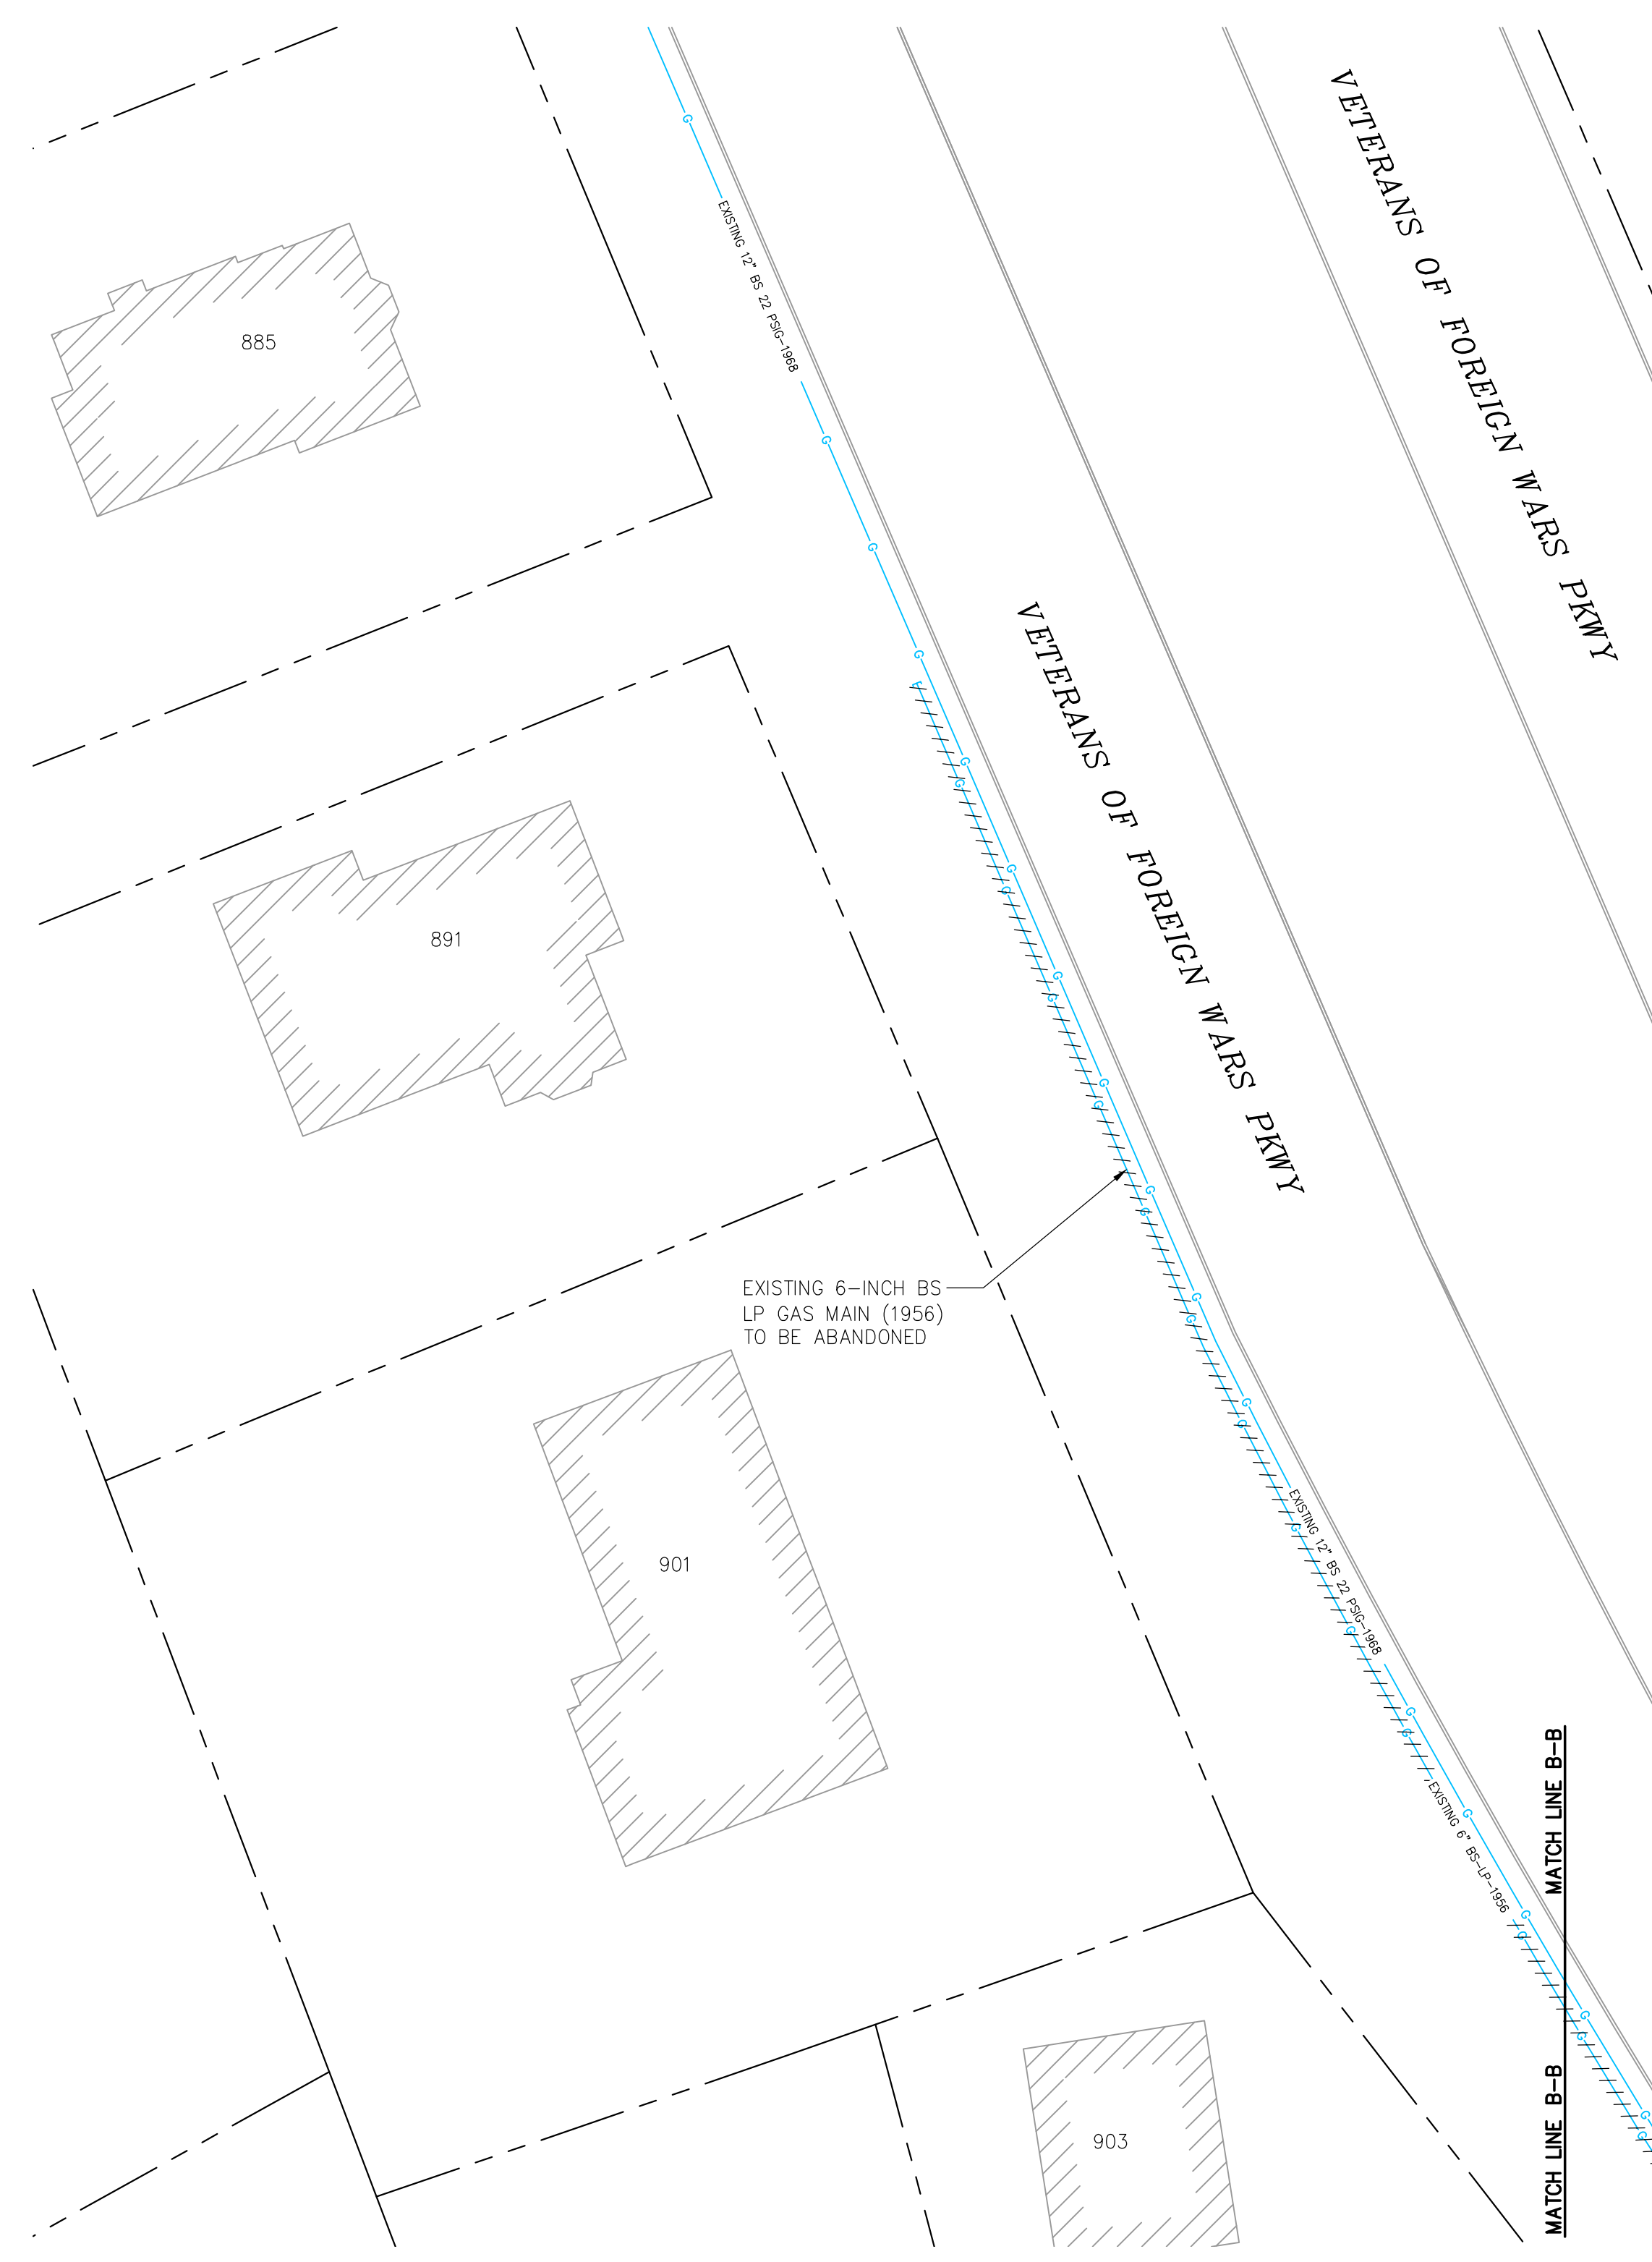 VETERANS OF FOREIGN WARS PKWY
EXISTING 12" BS 22 PSIG-1968
885
G
G
G
G
VETERANS OF FOREIGN WARS PKWY
E
G
G
G
G
G
G
G
G
G
G
G
G
G
891
EXISTING 6-INCH BS
LP GAS MAIN (1956)
TO BE ABANDONED
G
G
EXISTING 12" BS 22 PSIG-1968
901
G
G
G
G
G
EXISTING 6" BS-LP-1956
MATCH LINE B-B
G
G
G
G
G
G
903
MATCH LINE B-B